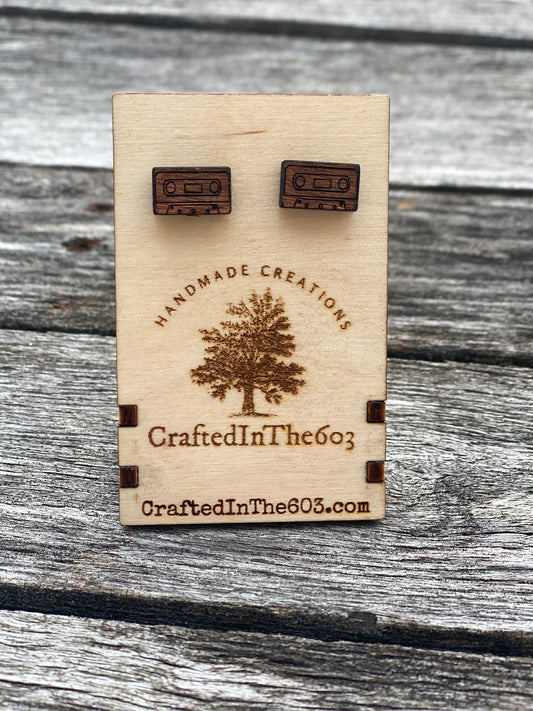 HANDMADE CREATIONS
CraftedInThe603
CraftedInThe603.com